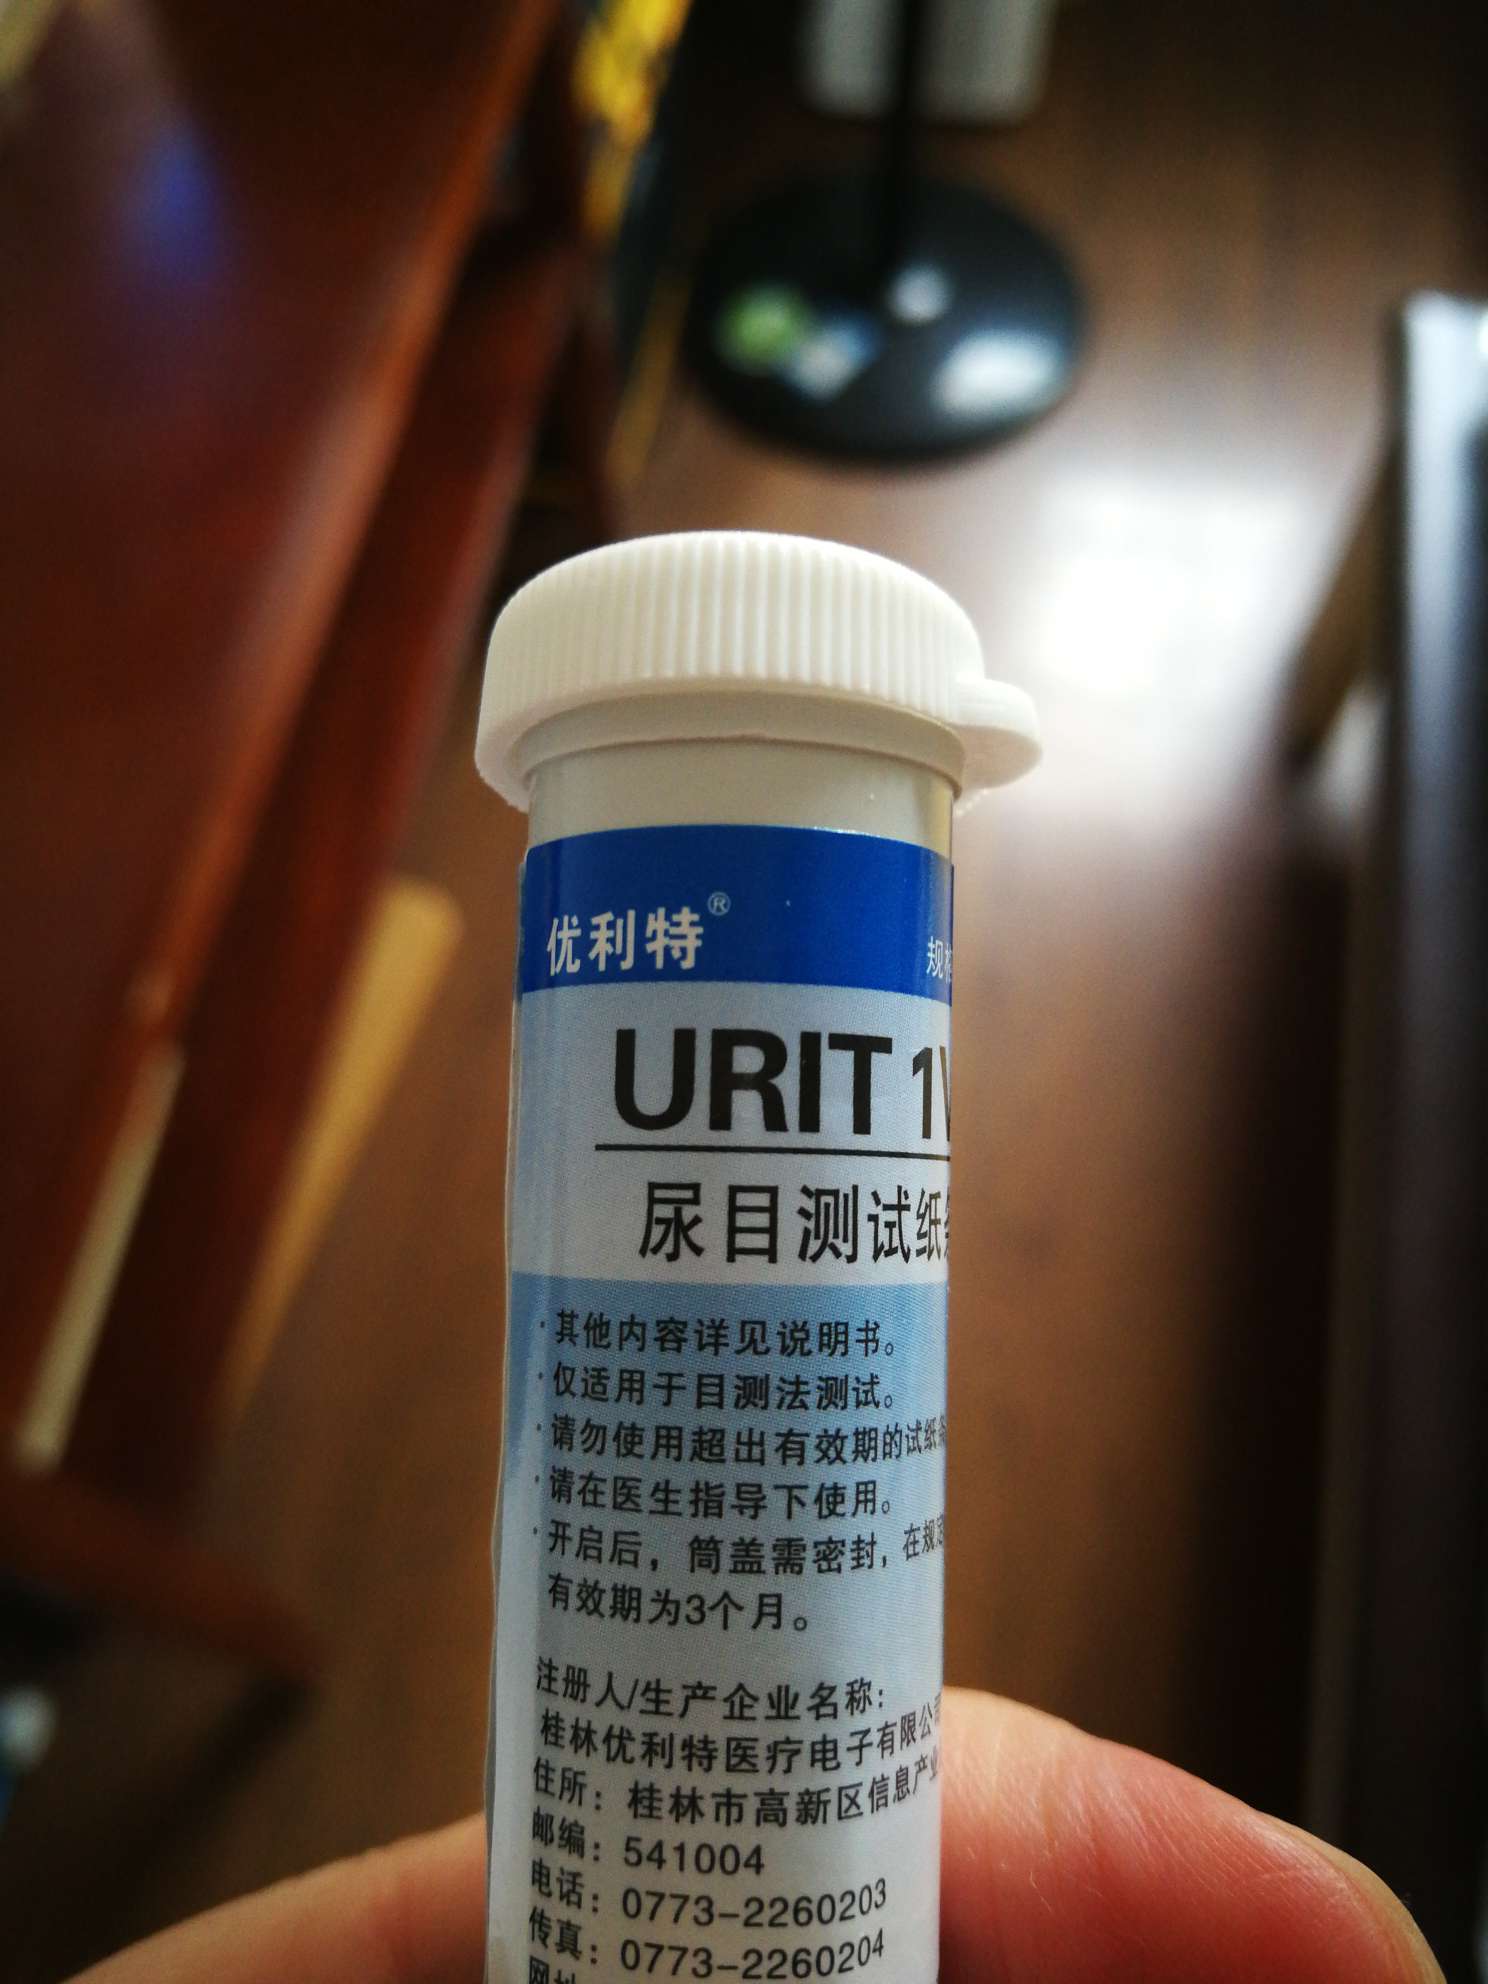 优利特®
规格
URIT 1V
尿目测试纸条
·其他内容详见说明书。
·仅适用于目测法测试。
·请勿使用超出有效期的试纸条
·请在医生指导下使用。
·开启后，筒盖需密封，在规定
有效期为3个月。
注册人/生产企业名称：
桂林优利特医疗电子有限公司
住所：桂林市高新区信息产业
邮编：541004
电话：0773-2260203
传真：0773-2260204